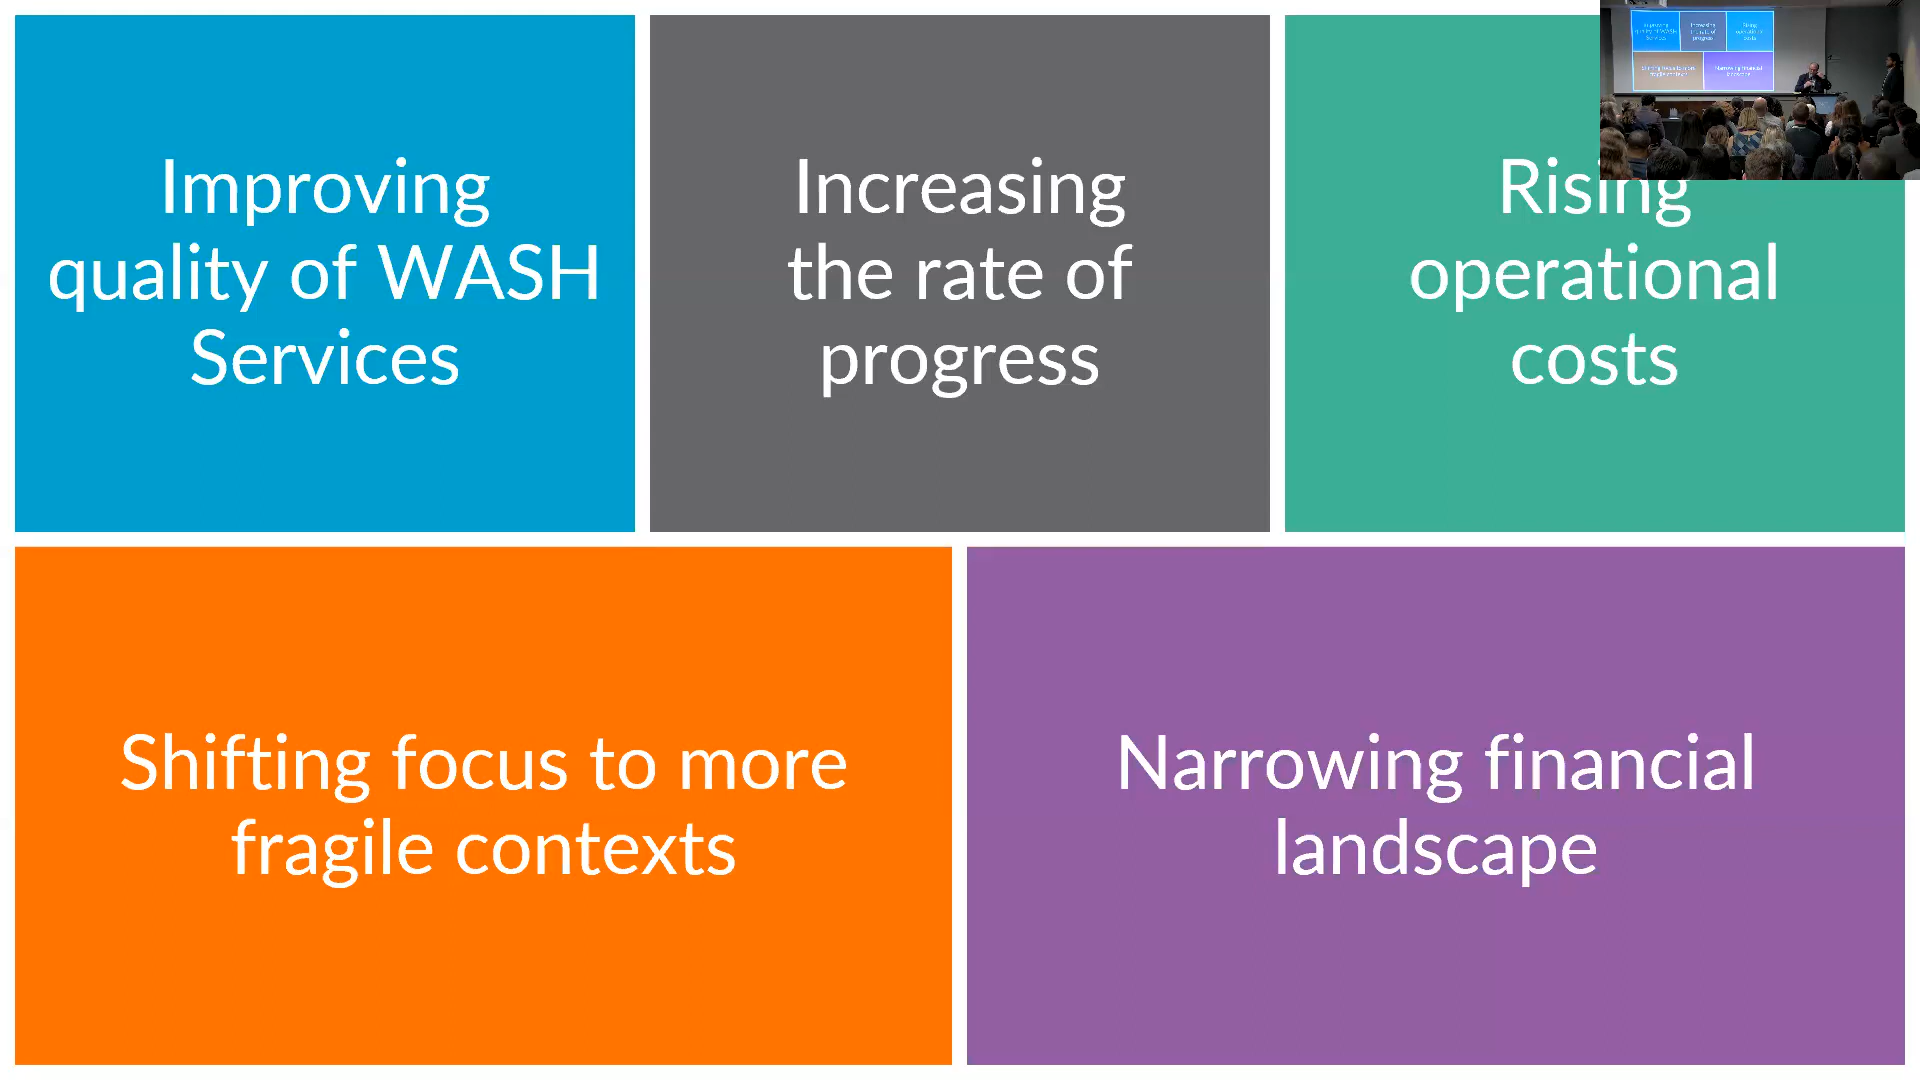 Improving
quality of WASH
Services
Increasing
the rate of
progress
Rising
operational
costs
Shifting focus to more
fragile contexts
Narrowing financial
landscape